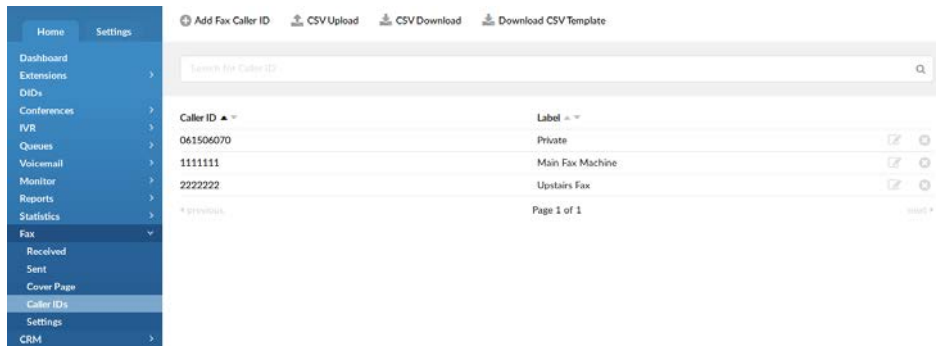 Home Settings
Add Fax Caller ID CSV Upload CSV Download Download CSV Template
Dashboard
Extensions
DIDs
Conferences
IVR
Queues
Voicemail
Monitor
Reports
Statistics
Fax
Received
Sent
Cover Page
Caller IDs
Settings
CRM
Search for Caller ID...
Caller ID Label
061506070 Private
1111111 Main Fax Machine
2222222 Upstairs Fax
previous Page 1 of 1 next